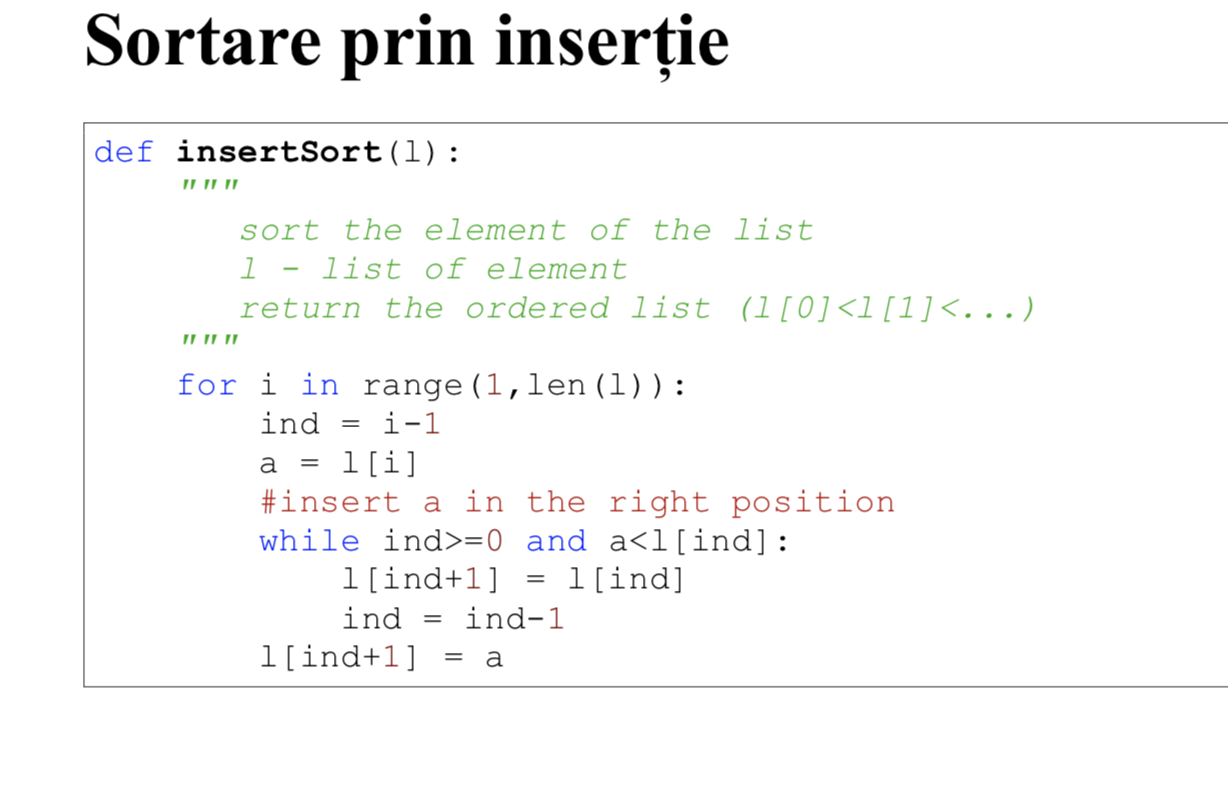 Sortare prin inserție
def insertSort(l):
"""
sort the element of the list
l - list of element
return the ordered list (l[0]<l[1]<...)
"""
for i in range(1,len(l)):
ind = i-1
a = l[i]
#insert a in the right position
while ind>=0 and a<l[ind]:
l[ind+1] = l[ind]
ind = ind-1
l[ind+1] = a